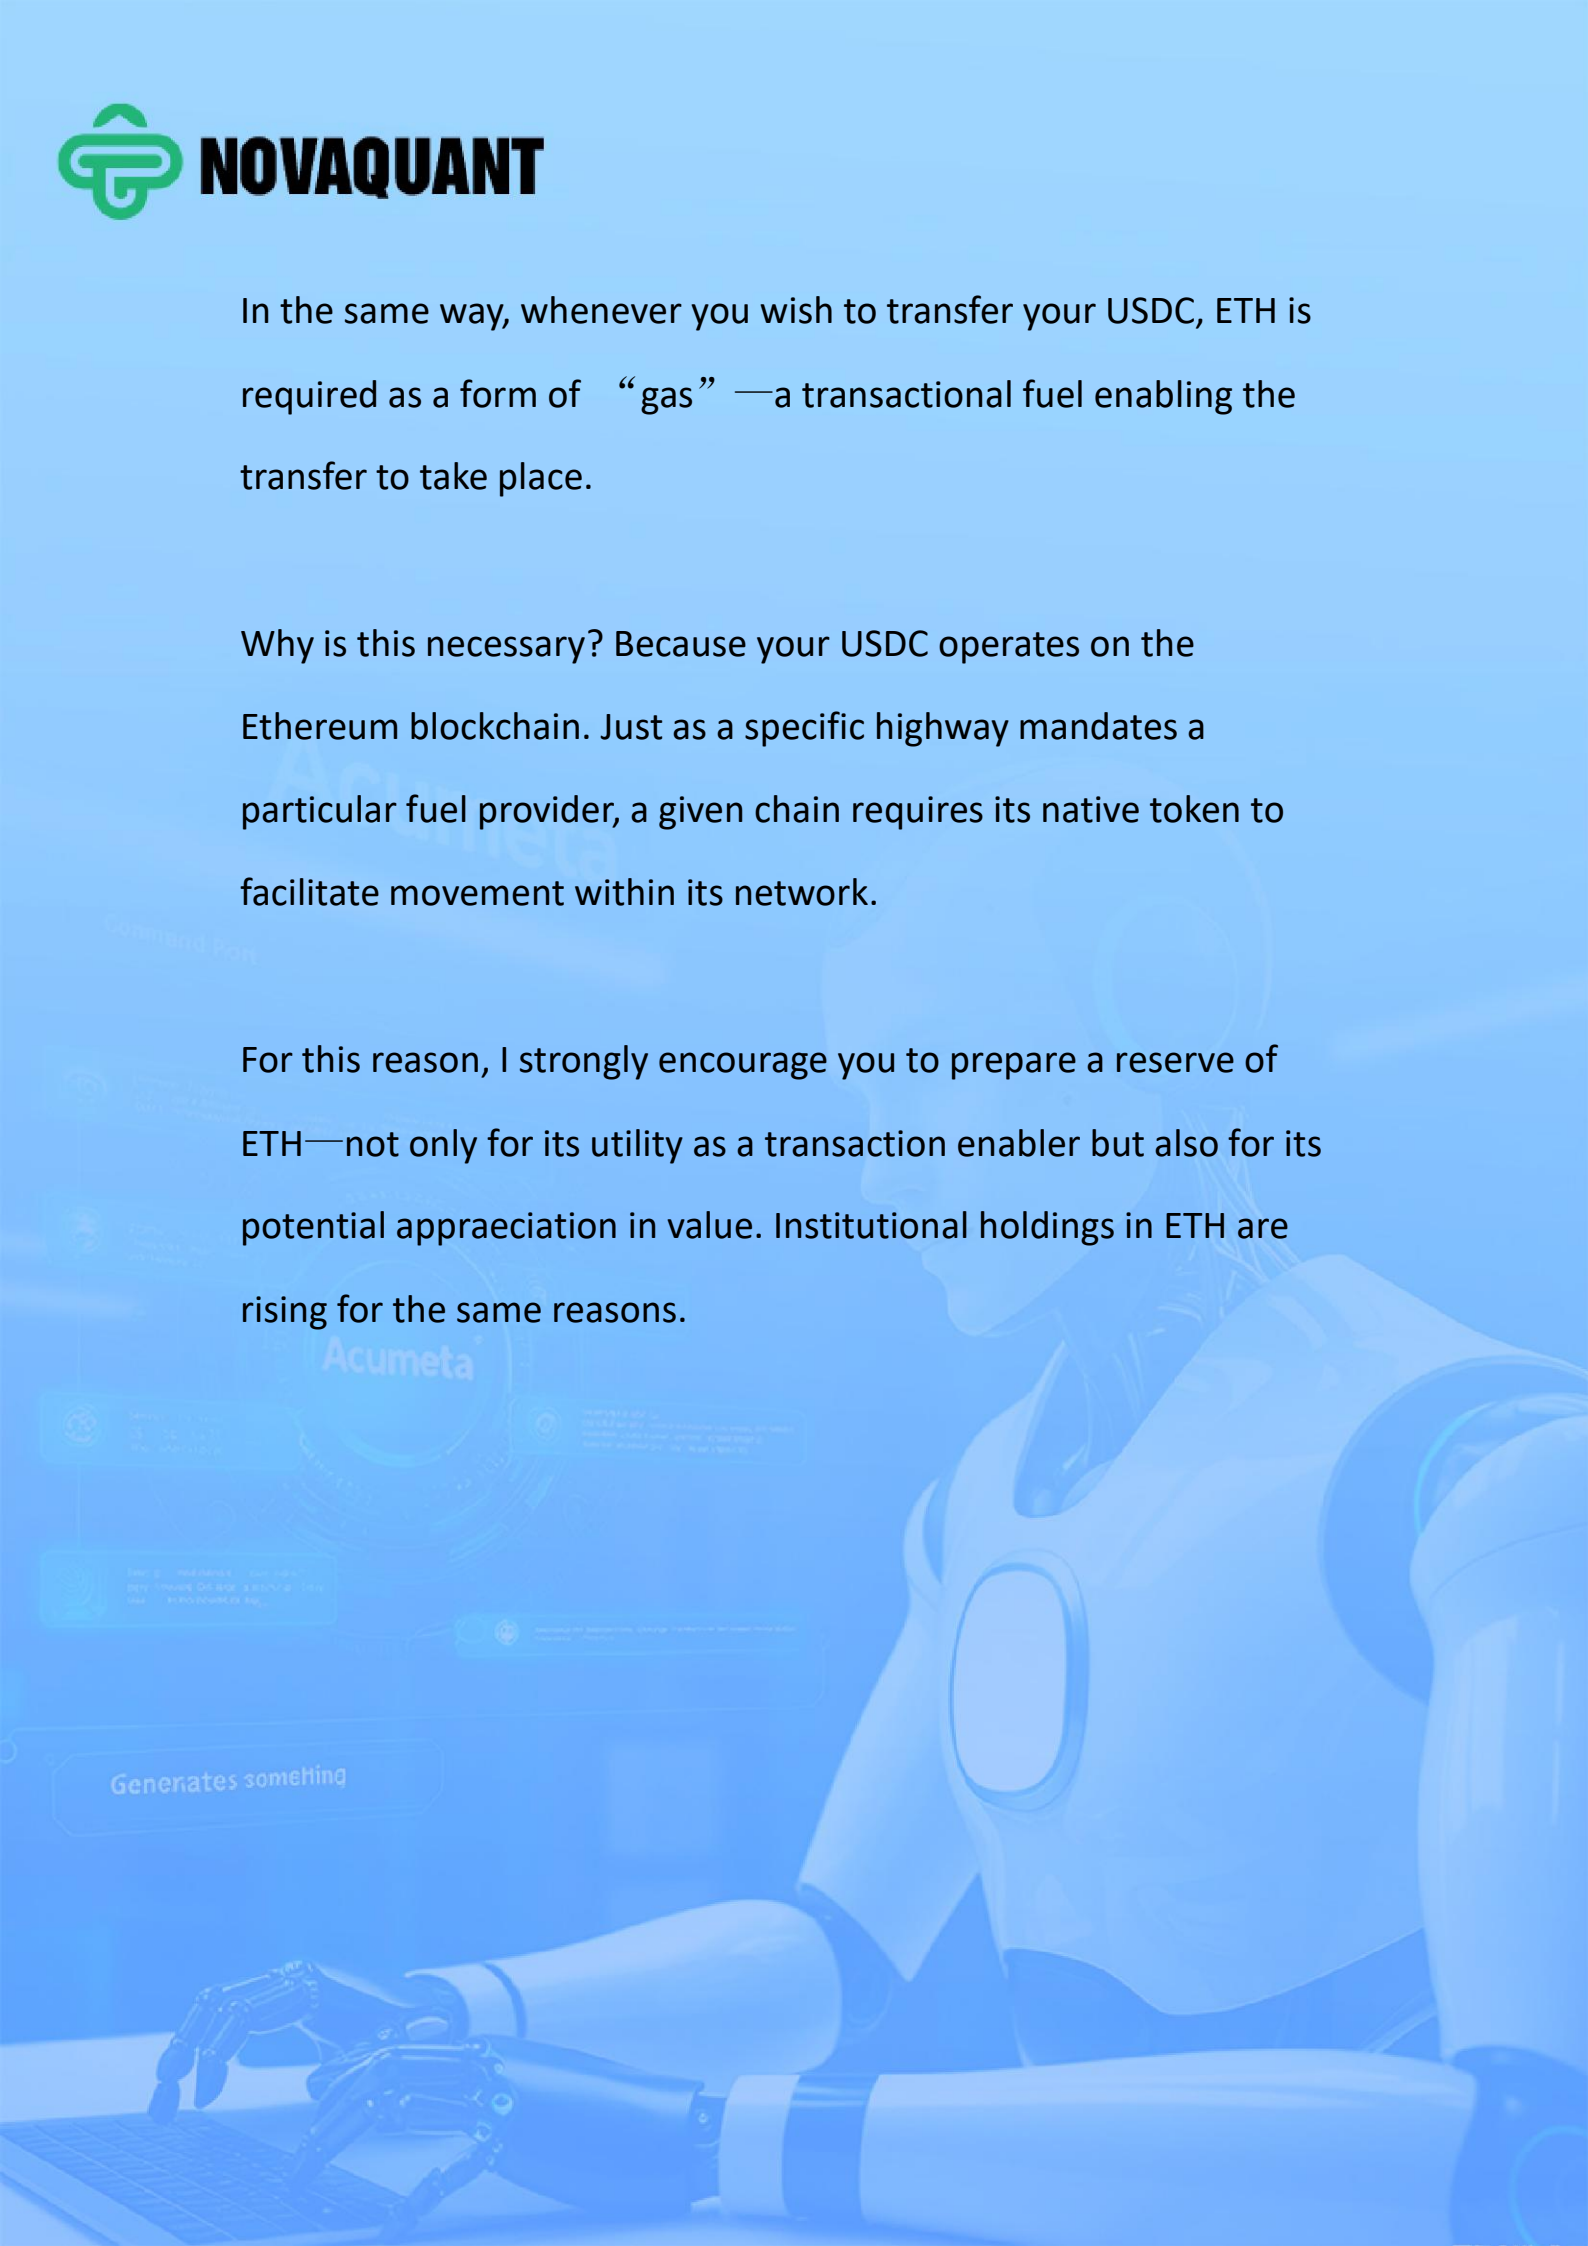 NOVAQUANT
In the same way, whenever you wish to transfer your USDC, ETH is
required as a form of “gas”—a transactional fuel enabling the
transfer to take place.
Why is this necessary? Because your USDC operates on the
Ethereum blockchain. Just as a specific highway mandates a
particular fuel provider, a given chain requires its native token to
facilitate movement within its network.
For this reason, I strongly encourage you to prepare a reserve of
ETH—not only for its utility as a transaction enabler but also for its
potential appraeciation in value. Institutional holdings in ETH are
rising for the same reasons.
Acumeta
Command
Acumeta
Generates something